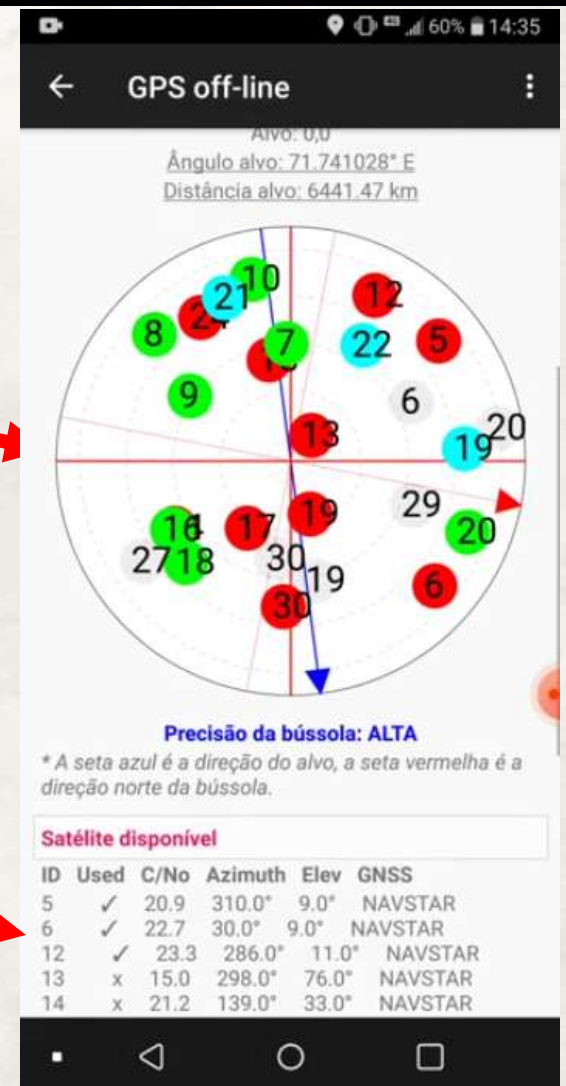 60% 14:35
GPS off-line
Alvo: 0,0
Ângulo alvo: 71.741028° E
Distância alvo: 6441.47 km
10
21
12
8
7
22
5
9
6
13
19
20
16
17
19
29
20
27
18
30
19
6
30
Precisão da bússola: ALTA
* A seta azul é a direção do alvo, a seta vermelha é a
direção norte da bússola.
Satélite disponível
ID Used C/No Azimuth Elev GNSS
5 ✓ 20.9 310.0° 9.0° NAVSTAR
6 ✓ 22.7 30.0° 9.0° NAVSTAR
12 ✓ 23.3 286.0° 11.0° NAVSTAR
13 x 15.0 298.0° 76.0° NAVSTAR
14 x 21.2 139.0° 33.0° NAVSTAR